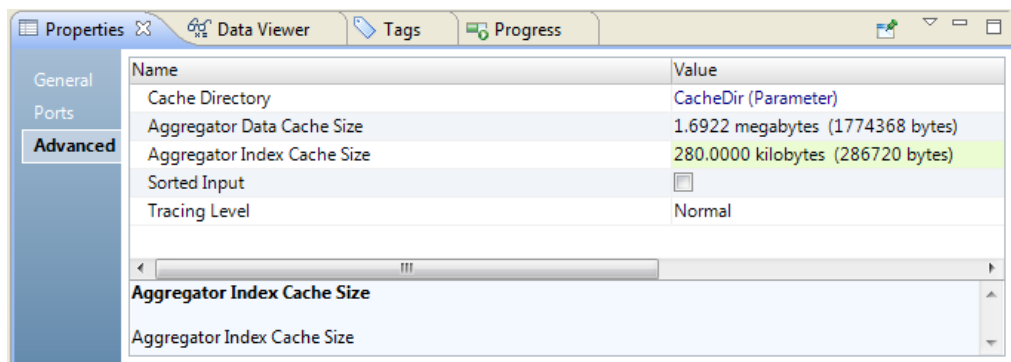 Properties Data Viewer Tags Progress
General
Ports
Advanced
Name Value
Cache Directory CacheDir (Parameter)
Aggregator Data Cache Size 1.6922 megabytes (1774368 bytes)
Aggregator Index Cache Size 280.0000 kilobytes (286720 bytes)
Sorted Input
Tracing Level Normal
Aggregator Index Cache Size
Aggregator Index Cache Size